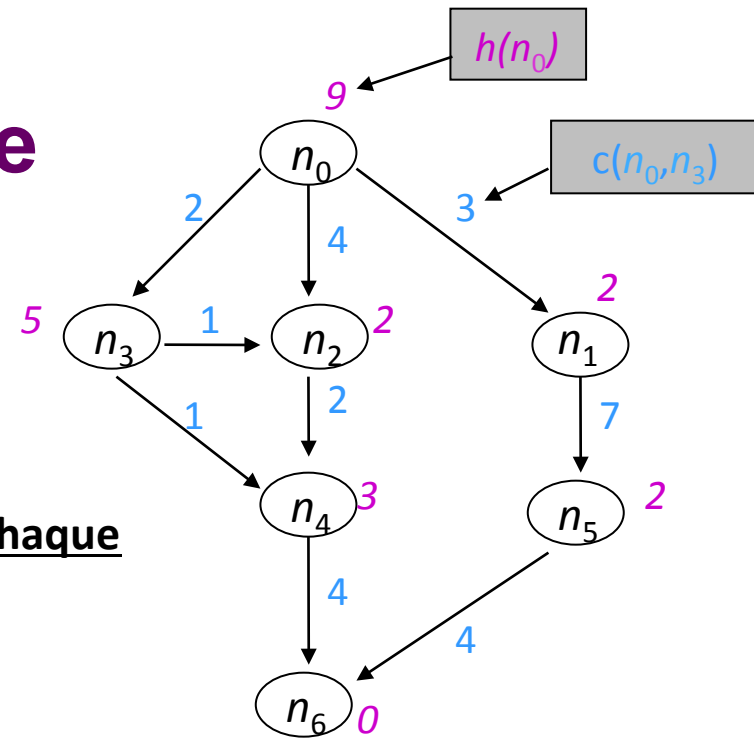 h(n₀)
9
e
n₀
c(n₀,n₃)
2
4
3
5
n₃
1
n₂
2
2
n₁
1
2
7
n₄
3
n₅
2
haque
4
4
n₆
0